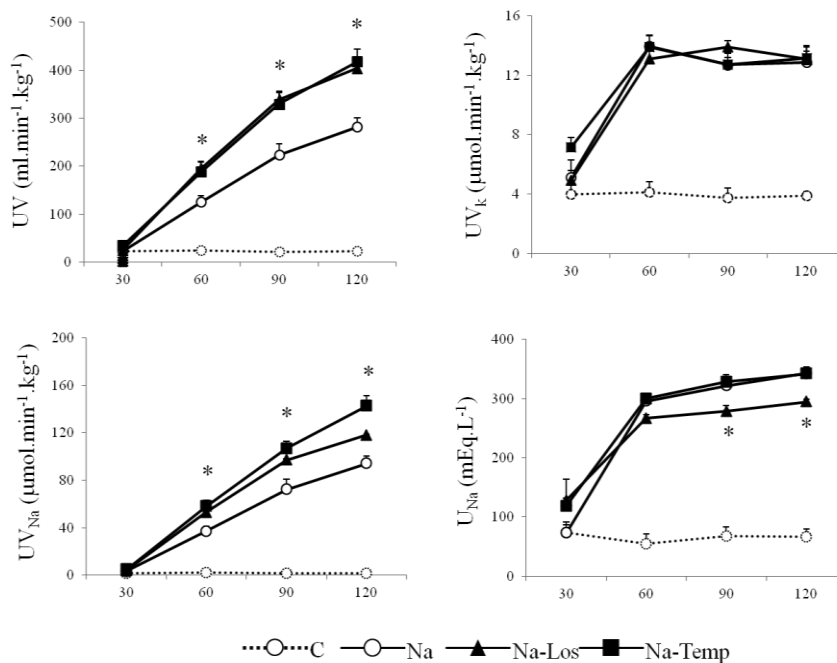 UV (ml.min⁻¹.kg⁻¹)
500
400
300
200
100
0
30 60 90 120
* * * *
UVₖ (μmol.min⁻¹.kg⁻¹)
16
12
8
4
0
30 60 90 120
UV_Na (μmol.min⁻¹.kg⁻¹)
200
160
120
80
40
0
30 60 90 120
* * * *
U_Na (mEq.L⁻¹)
400
300
200
100
0
30 60 90 120
* *
C Na Na-Los Na-Temp